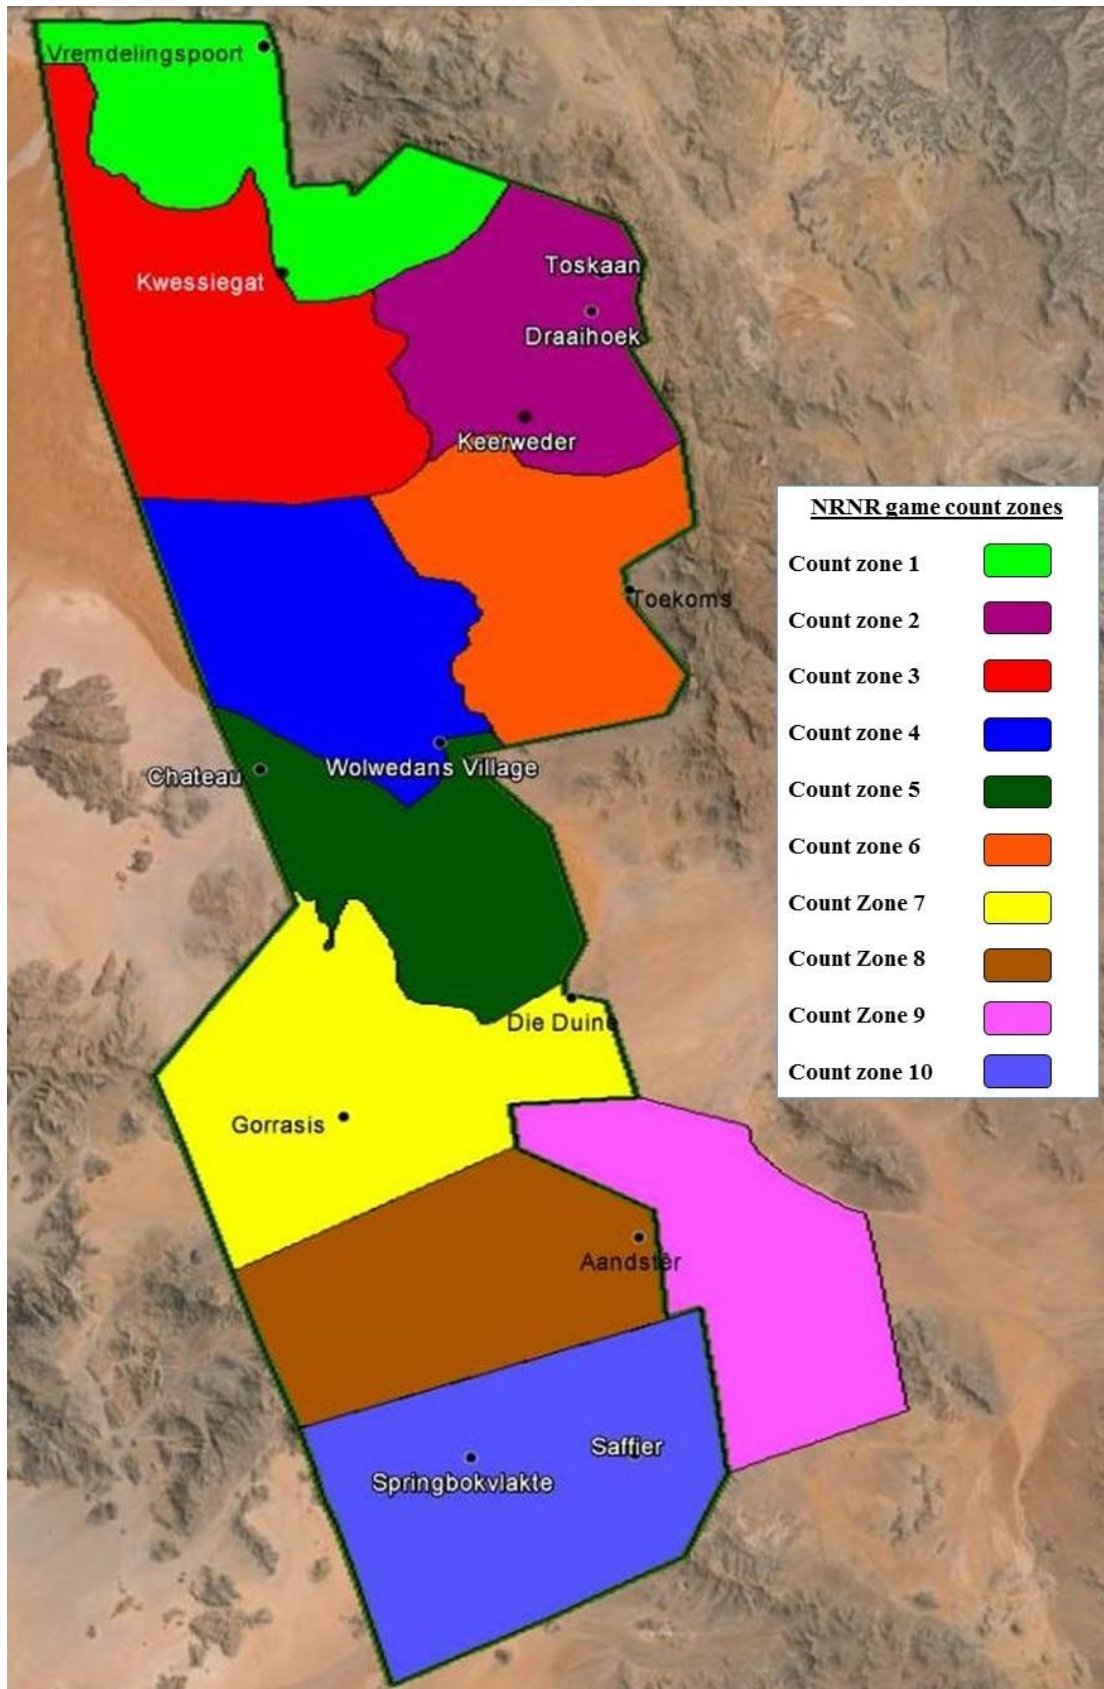 Vremdelingspoort
Toskaan
Kwessiegat
Draaihoek
Keerweder
NRNR game count zones
Count zone 1
Count zone 2
Count zone 3
Count zone 4
Count zone 5
Count zone 6
Count Zone 7
Count Zone 8
Count Zone 9
Count zone 10
Toekoms
Wolwedans Village
Chateau
Die Duine
Gorrasis
Aandstêr
Saffier
Springbokvlakte